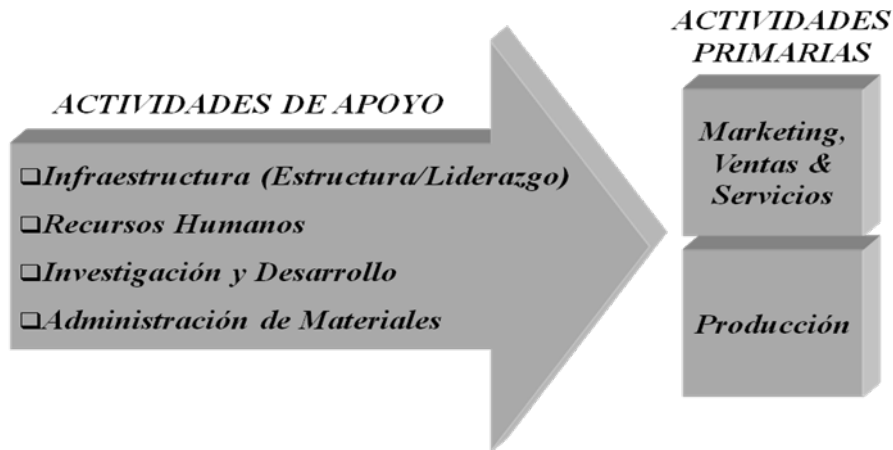 ACTIVIDADES DE APOYO
❑Infraestructura (Estructura/Liderazgo)
❑Recursos Humanos
❑Investigación y Desarrollo
❑Administración de Materiales
ACTIVIDADES
PRIMARIAS
Marketing,
Ventas &
Servicios
Producción